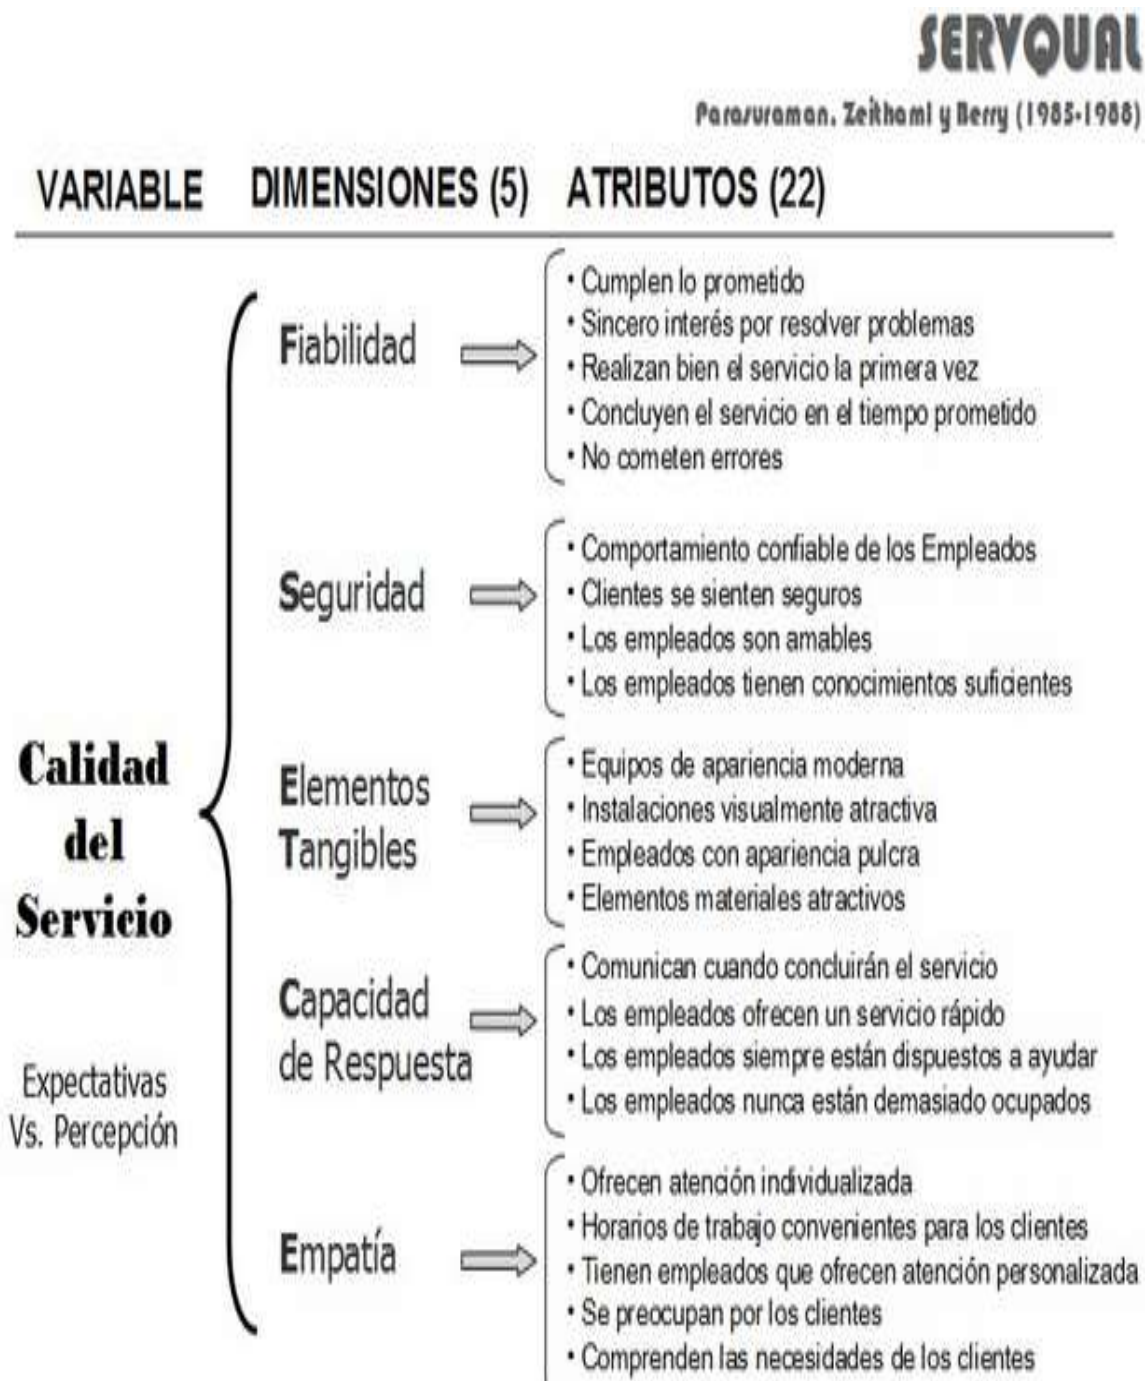 SERVQUAL
Parasuraman, Zeithaml y Berry (1985-1988)
VARIABLE DIMENSIONES (5) ATRIBUTOS (22)
Calidad
del
Servicio
Expectativas
Vs. Percepción
Fiabilidad
• Cumplen lo prometido
• Sincero interés por resolver problemas
• Realizan bien el servicio la primera vez
• Concluyen el servicio en el tiempo prometido
• No cometen errores
Seguridad
• Comportamiento confiable de los Empleados
• Clientes se sienten seguros
• Los empleados son amables
• Los empleados tienen conocimientos suficientes
Elementos
Tangibles
• Equipos de apariencia moderna
• Instalaciones visualmente atractiva
• Empleados con apariencia pulcra
• Elementos materiales atractivos
Capacidad
de Respuesta
• Comunican cuando concluirán el servicio
• Los empleados ofrecen un servicio rápido
• Los empleados siempre están dispuestos a ayudar
• Los empleados nunca están demasiado ocupados
Empatía
• Ofrecen atención individualizada
• Horarios de trabajo convenientes para los clientes
• Tienen empleados que ofrecen atención personalizada
• Se preocupan por los clientes
• Comprenden las necesidades de los clientes